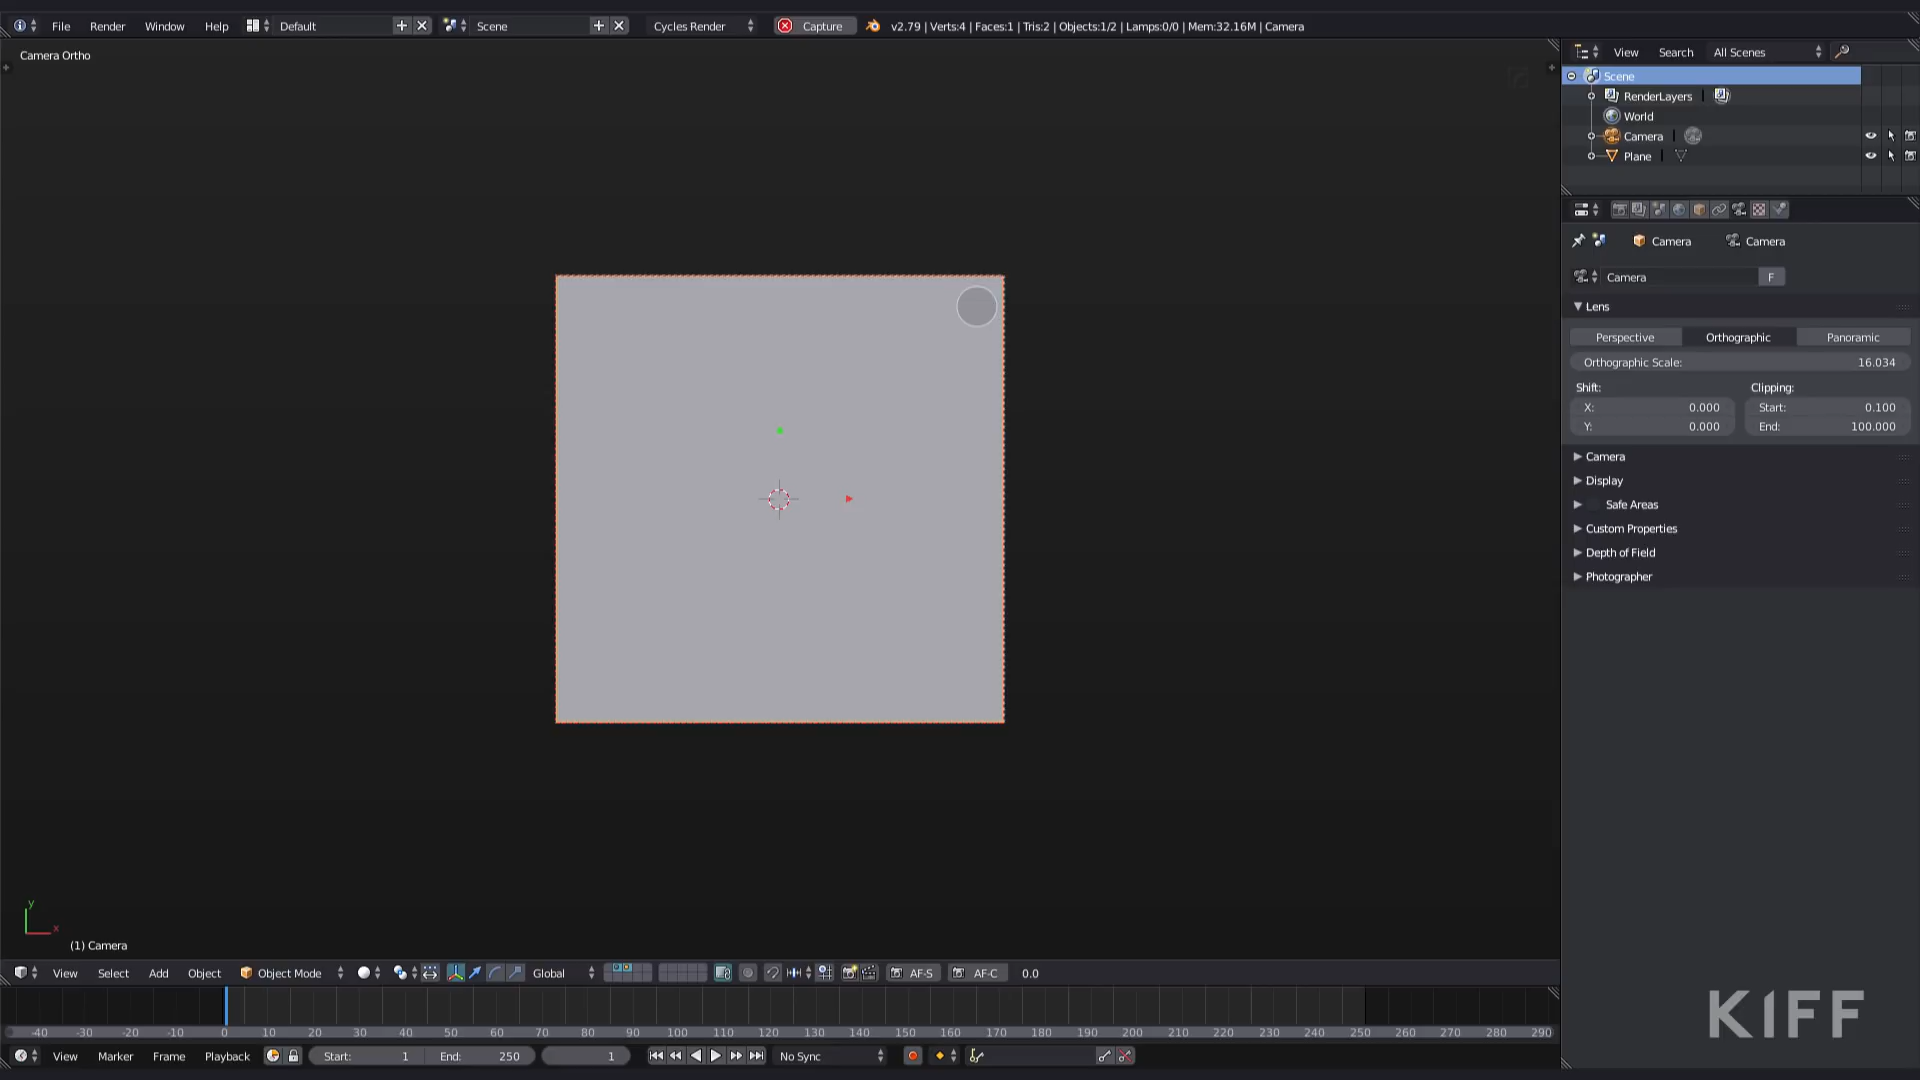 File Render Window Help Default Scene Cycles Render Capture v2.79 | Verts:4 | Faces:1 | Tris:2 | Objects:1/2 | Lamps:0/0 | Mem:32.16M | Camera
Camera Ortho
View Search All Scenes
Scene
RenderLayers
World
Camera
Plane
Camera Camera
Camera F
Lens
Perspective Orthographic Panoramic
Orthographic Scale: 16.034
Shift: Clipping:
X: 0.000 Start: 0.100
Y: 0.000 End: 100.000
Camera
Display
Safe Areas
Custom Properties
Depth of Field
Photographer
y
x
(1) Camera
View Select Add Object Object Mode Global AF-S AF-C 0.0
-40 -30 -20 -10 0 10 20 30 40 50 60 70 80 90 100 110 120 130 140 150 160 170 180 190 200 210 220 230 240 250 260 270 280 290
View Marker Frame Playback Start: 1 End: 250 1 No Sync
KIFF